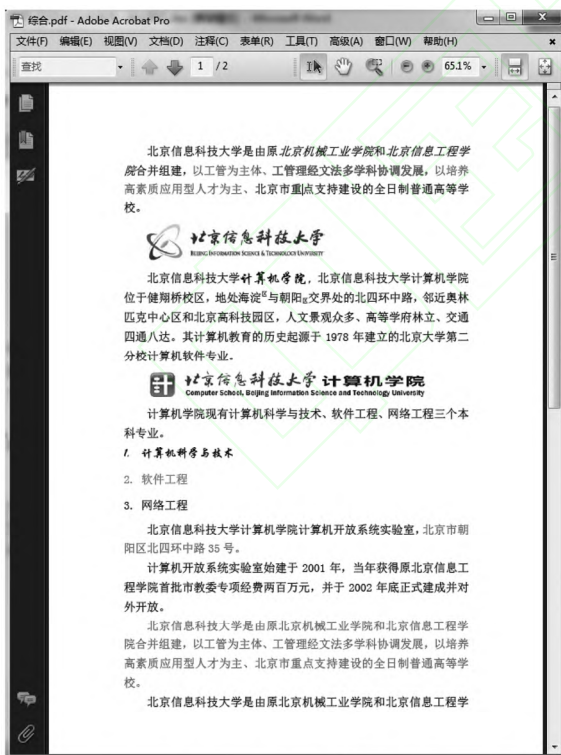 综合.pdf - Adobe Acrobat Pro
文件(F) 编辑(E) 视图(V) 文档(D) 注释(C) 表单(R) 工具(T) 高级(A) 窗口(W) 帮助(H)
查找 1 / 2 65.1%
北京信息科技大学是由原北京机械工业学院和北京信息工程学
院合并组建，以工管为主体、工管理经文法多学科协调发展，以培养
高素质应用型人才为主、北京市重点支持建设的全日制普通高等学
校。
北京信息科技大学
BEIJING INFORMATION SCIENCE & TECHNOLOGY UNIVERSITY
北京信息科技大学计算机学院，北京信息科技大学计算机学院
位于健翔桥校区，地处海淀区与朝阳区交界处的北四环中路，邻近奥林
匹克中心区和北京高科技园区，人文景观众多、高等学府林立、交通
四通八达。其计算机教育的历史起源于 1978 年建立的北京大学第二
分校计算机软件专业。
北京信息科技大学 计算机学院
Computer School, Beijing Information Science and Technology University
计算机学院现有计算机科学与技术、软件工程、网络工程三个本
科专业。
1. 计算机科学与技术
2. 软件工程
3. 网络工程
北京信息科技大学计算机学院计算机开放系统实验室，北京市朝
阳区北四环中路 35 号。
计算机开放系统实验室始建于 2001 年，当年获得原北京信息工
程学院首批市教委专项经费两百万元，并于 2002 年底正式建成并对
外开放。
北京信息科技大学是由原北京机械工业学院和北京信息工程学
院合并组建，以工管为主体、工管理经文法多学科协调发展，以培养
高素质应用型人才为主、北京市重点支持建设的全日制普通高等学
校。
北京信息科技大学是由原北京机械工业学院和北京信息工程学